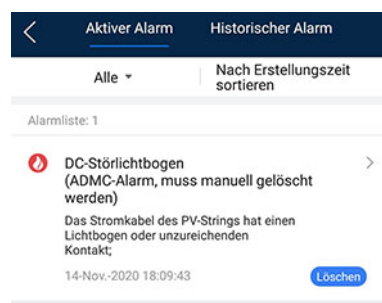 Aktiver Alarm
Historischer Alarm
Alle
Nach Erstellungszeit
sortieren
Alarmliste: 1
DC-Störlichtbogen
(ADMC-Alarm, muss manuell gelöscht
werden)
Das Stromkabel des PV-Strings hat einen
Lichtbogen oder unzureichenden
Kontakt;
14-Nov.-2020 18:09:43
Löschen